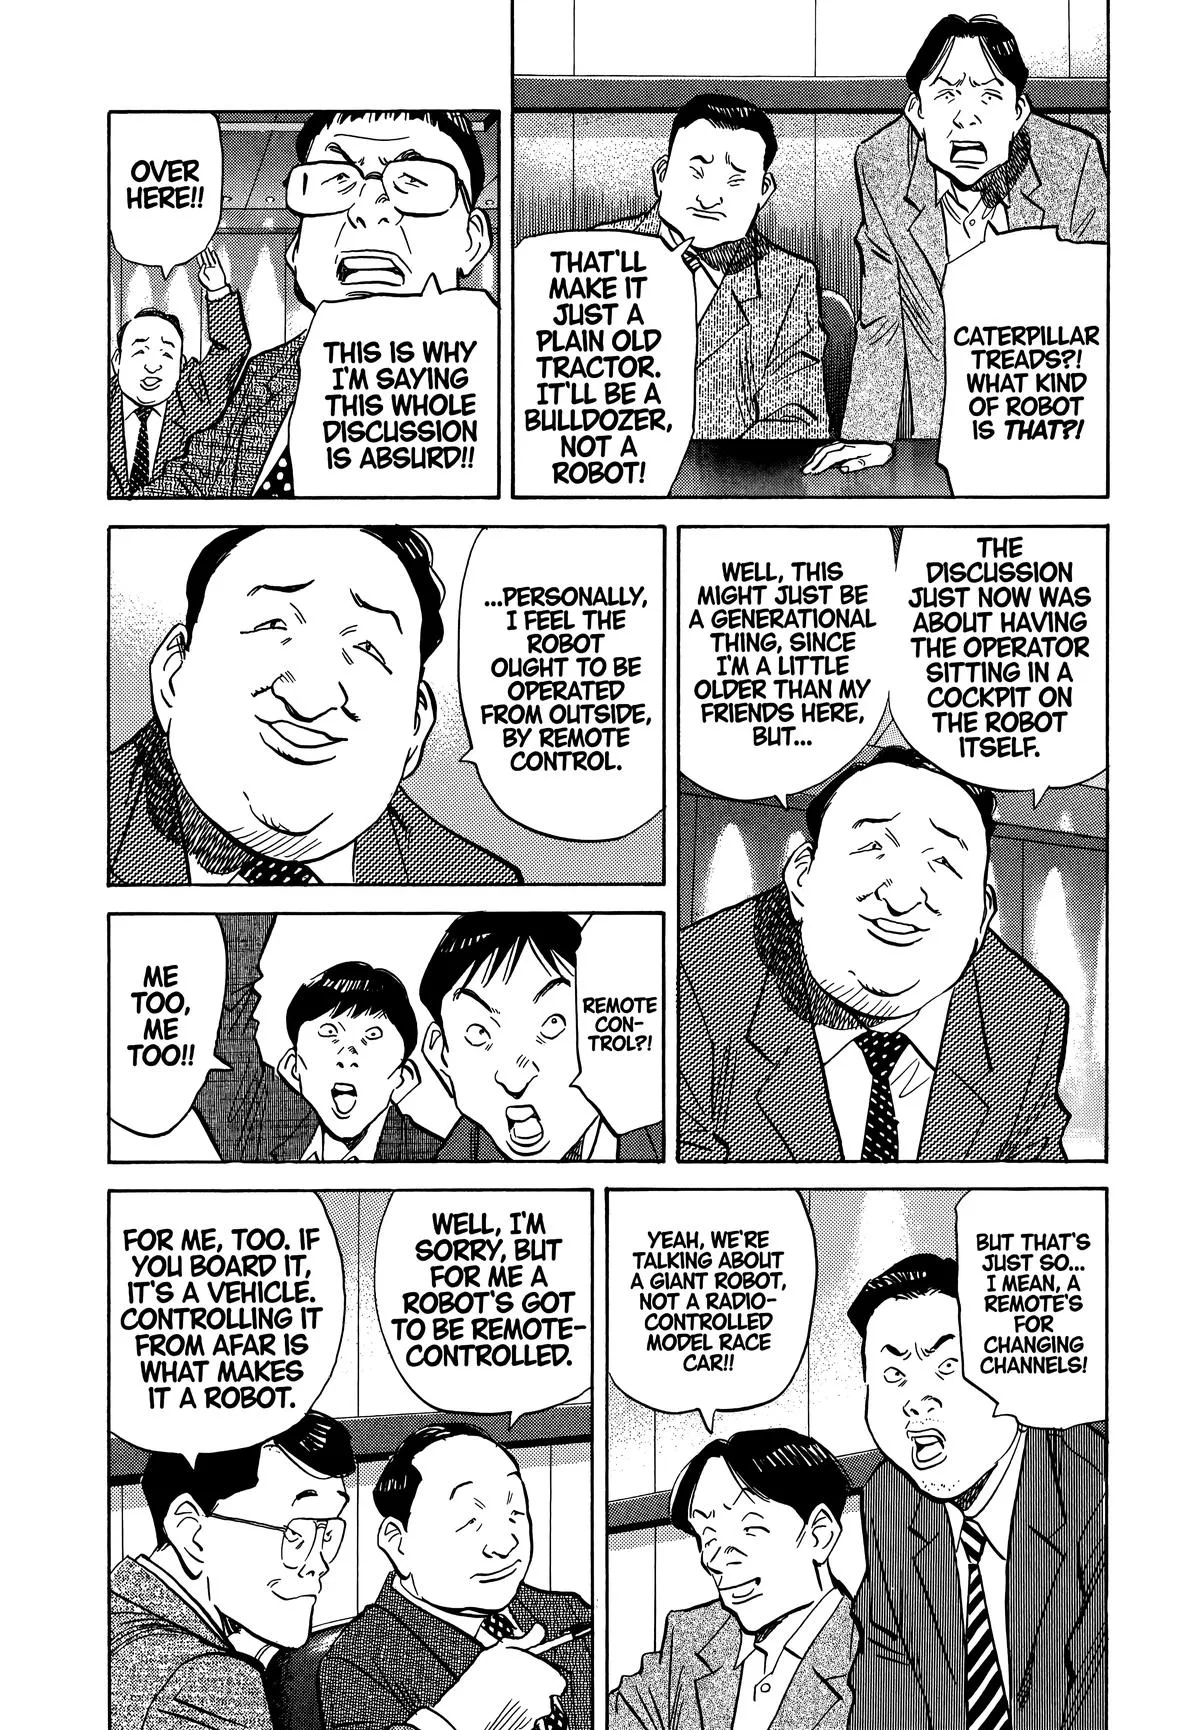 CATERPILLAR
TREADS?!
WHAT KIND
OF ROBOT
IS THAT?!
THAT'LL
MAKE IT
JUST A
PLAIN OLD
TRACTOR.
IT'LL BE A
BULLDOZER,
NOT A
ROBOT!
THIS IS WHY
I'M SAYING
THIS WHOLE
DISCUSSION
IS ABSURD!!
OVER
HERE!!
THE
DISCUSSION
JUST NOW WAS
ABOUT HAVING
THE OPERATOR
SITTING IN A
COCKPIT ON
THE ROBOT
ITSELF.
WELL, THIS
MIGHT JUST BE
A GENERATIONAL
THING, SINCE
I'M A LITTLE
OLDER THAN MY
FRIENDS HERE,
BUT...
...PERSONALLY,
I FEEL THE
ROBOT
OUGHT TO BE
OPERATED
FROM OUTSIDE,
BY REMOTE
CONTROL.
REMOTE
CON-
TROL?!
ME
TOO,
ME
TOO!!
BUT THAT'S
JUST SO...
I MEAN, A
REMOTE'S
FOR
CHANGING
CHANNELS!
YEAH, WE'RE
TALKING ABOUT
A GIANT ROBOT,
NOT A RADIO-
CONTROLLED
MODEL RACE
CAR!!
WELL, I'M
SORRY, BUT
FOR ME A
ROBOT'S GOT
TO BE REMOTE-
CONTROLLED.
FOR ME, TOO. IF
YOU BOARD IT,
IT'S A VEHICLE.
CONTROLLING IT
FROM AFAR IS
WHAT MAKES
IT A ROBOT.